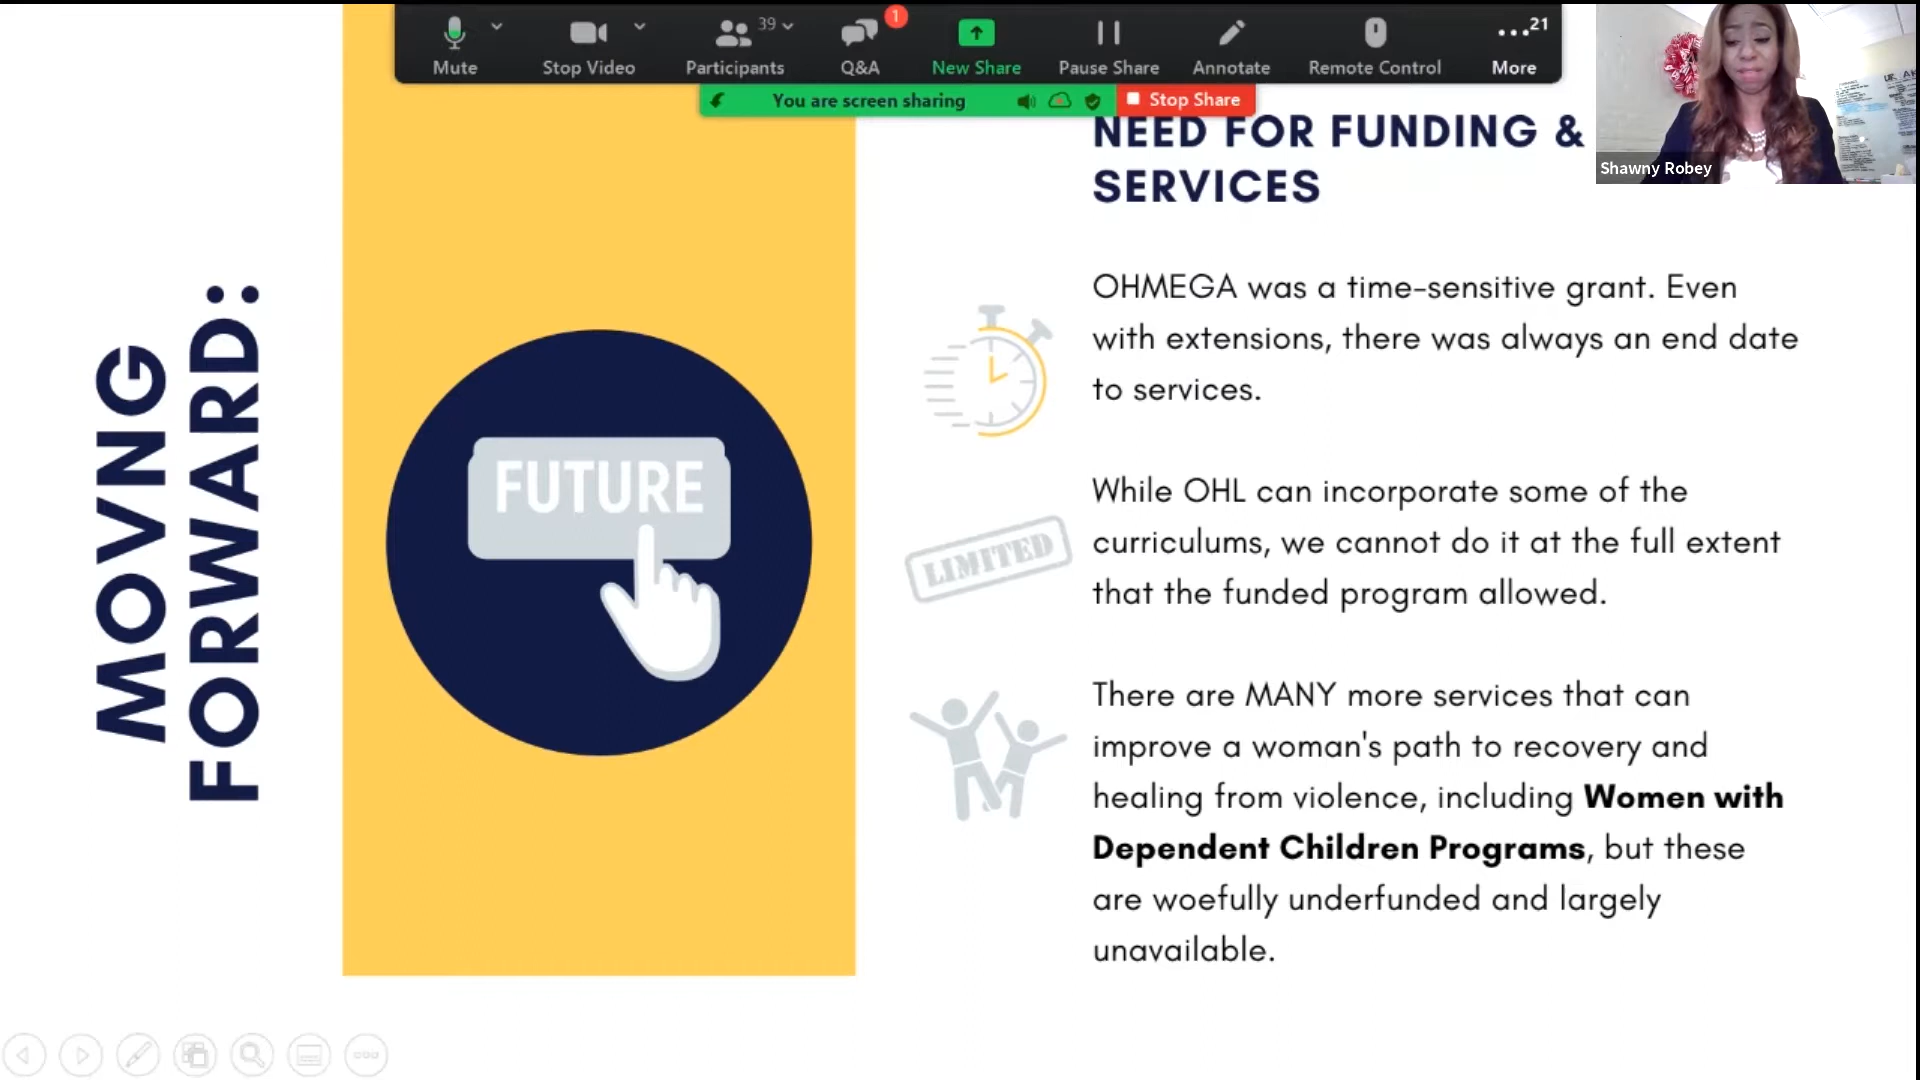 39
1
21
Mute
Stop Video
Participants
Q&A
New Share
Pause Share
Annotate
Remote Control
More
You are screen sharing
Stop Share
Shawny Robey
MOVNG
FORWARD:
FUTURE
NEED FOR FUNDING &
SERVICES
OHMEGA was a time-sensitive grant. Even
with extensions, there was always an end date
to services.
LIMITED
While OHL can incorporate some of the
curriculums, we cannot do it at the full extent
that the funded program allowed.
There are MANY more services that can
improve a woman's path to recovery and
healing from violence, including Women with
Dependent Children Programs, but these
are woefully underfunded and largely
unavailable.